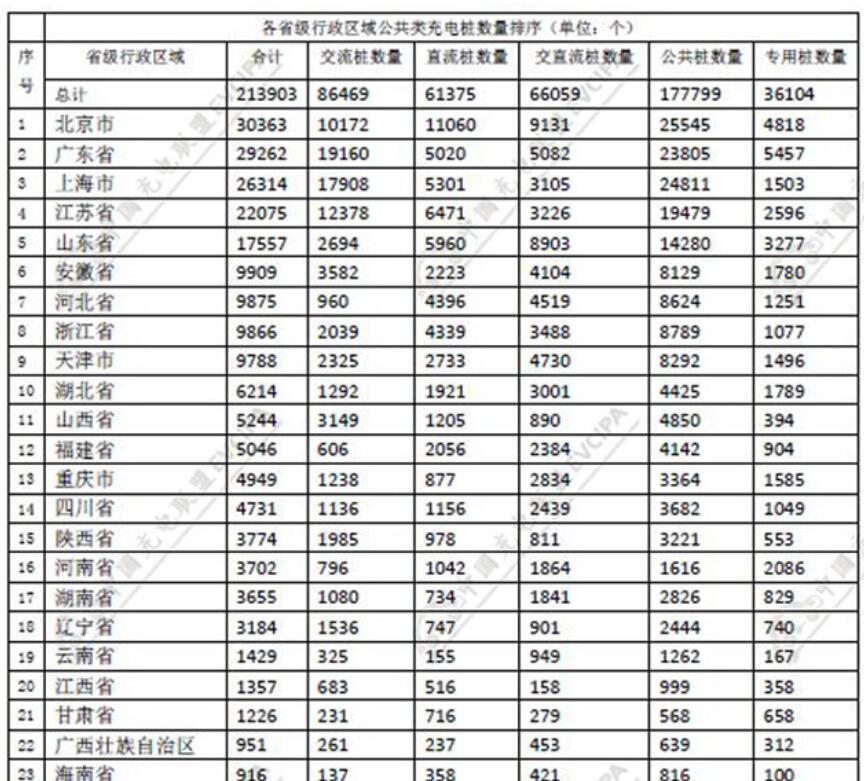 各省级行政区域公共类充电桩数量排序（单位：个）
序号 省级行政区域 合计 交流桩数量 直流桩数量 交直流桩数量 公共桩数量 专用桩数量
总计 213903 86469 61375 66059 177799 36104
1 北京市 30363 10172 11060 9131 25545 4818
2 广东省 29262 19160 5020 5082 23805 5457
3 上海市 26314 17908 5301 3105 24811 1503
4 江苏省 22075 12378 6471 3226 19479 2596
5 山东省 17557 2694 5960 8903 14280 3277
6 安徽省 9909 3582 2223 4104 8129 1780
7 河北省 9875 960 4396 4519 8624 1251
8 浙江省 9866 2039 4339 3488 8789 1077
9 天津市 9788 2325 2733 4730 8292 1496
10 湖北省 6214 1292 1921 3001 4425 1789
11 山西省 5244 3149 1205 890 4850 394
12 福建省 5046 606 2056 2384 4142 904
13 重庆市 4949 1238 877 2834 3364 1585
14 四川省 4731 1136 1156 2439 3682 1049
15 陕西省 3774 1985 978 811 3221 553
16 河南省 3702 796 1042 1864 1616 2086
17 湖南省 3655 1080 734 1841 2826 829
18 辽宁省 3184 1536 747 901 2444 740
19 云南省 1429 325 155 949 1262 167
20 江西省 1357 683 516 158 999 358
21 甘肃省 1226 231 716 279 568 658
22 广西壮族自治区 951 261 237 453 639 312
23 海南省 916 137 358 421 816 100
中国充电联盟EVCIPA